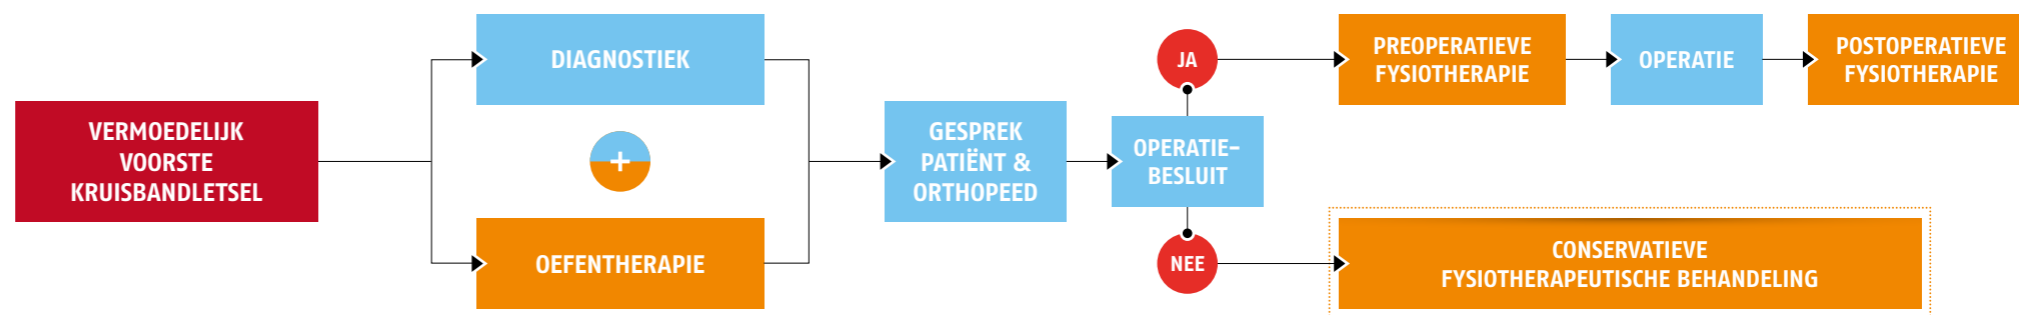 VERMOEDELIJK
VOORSTE
KRUISBANDLETSEL
DIAGNOSTIEK
+
OEFENTHERAPIE
GESPREK
PATIËNT &
ORTHOPEED
OPERATIE-
BESLUIT
JA
PREOPERATIEVE
FYSIOTHERAPIE
OPERATIE
POSTOPERATIEVE
FYSIOTHERAPIE
NEE
CONSERVATIEVE
FYSIOTHERAPEUTISCHE BEHANDELING